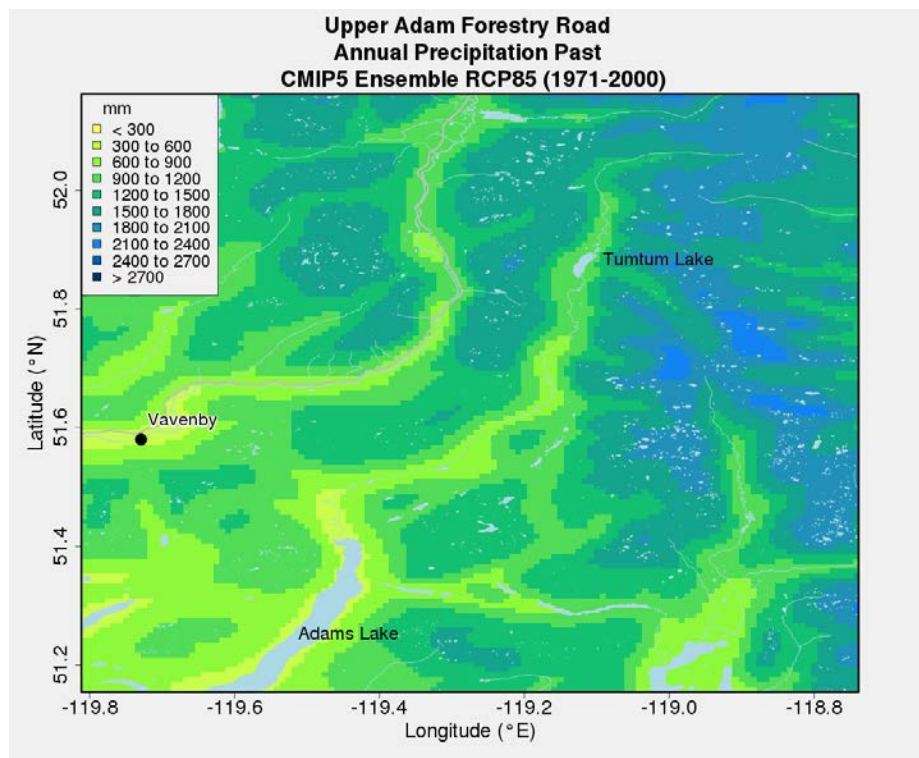 Upper Adam Forestry Road
Annual Precipitation Past
CMIP5 Ensemble RCP85 (1971-2000)
mm
< 300
300 to 600
600 to 900
900 to 1200
1200 to 1500
1500 to 1800
1800 to 2100
2100 to 2400
2400 to 2700
> 2700
Tumtum Lake
Vavenby
Adams Lake
52.0
51.8
51.6
51.4
51.2
Latitude (°N)
-119.8 -119.6 -119.4 -119.2 -119.0 -118.8
Longitude (°E)